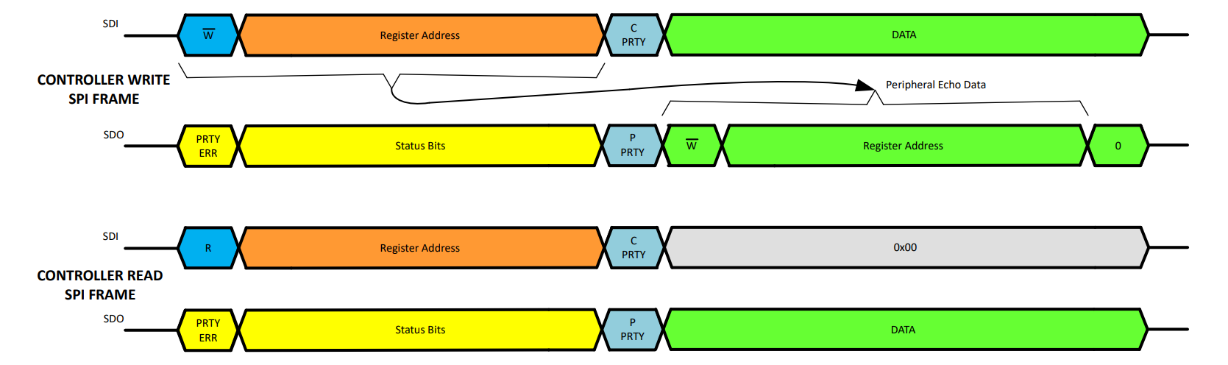 SDI
W̅
Register Address
C
PRTY
DATA
CONTROLLER WRITE
SPI FRAME
Peripheral Echo Data
SDO
PRTY
ERR
Status Bits
P
PRTY
W̅
Register Address
0
SDI
R
Register Address
C
PRTY
0x00
CONTROLLER READ
SPI FRAME
SDO
PRTY
ERR
Status Bits
P
PRTY
DATA